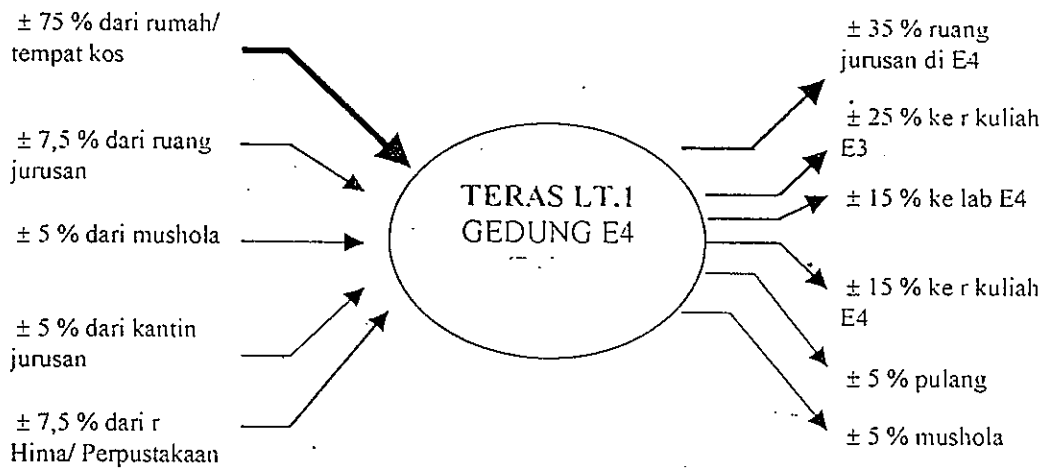 ± 75 % dari rumah/
tempat kos
± 7,5 % dari ruang
jurusan
± 5 % dari mushola
± 5 % dari kantin
jurusan
± 7,5 % dari r
Hima/ Perpustakaan
TERAS LT.1
GEDUNG E4
± 35 % ruang
jurusan di E4
± 25 % ke r kuliah
E3
± 15 % ke lab E4
± 15 % ke r kuliah
E4
± 5 % pulang
± 5 % mushola